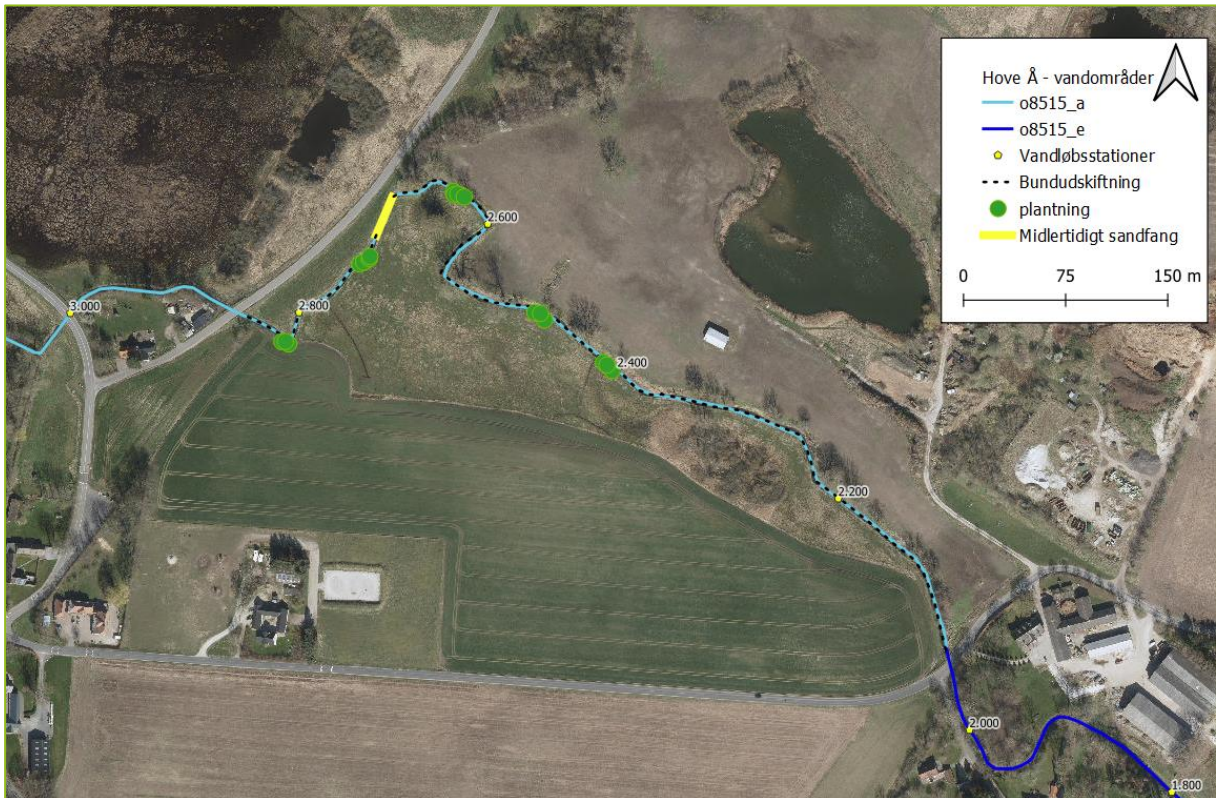 Hove Å - vandområder
o8515_a
o8515_e
Vandløbsstationer
Bundudskiftning
plantning
Midlertidigt sandfang
0 75 150 m
2.600
3.000
2.800
2.400
2.200
2.000
1.800